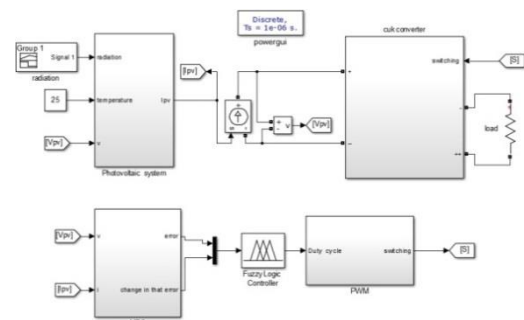 Discrete,
Ts = 1e-06 s.
powergui
cuk converter
Group 1
Signal 1
radiation
radiation
25
temperature
Ipv
[Vpv]
v
Photovoltaic system
[Ipv]
+
-
v
[Vpv]
+
-
switching
[S]
-
load
[Vpv]
v
error
[Ipv]
i
change in that error
Fuzzy Logic
Controller
Duty cycle
switching
PWM
[S]